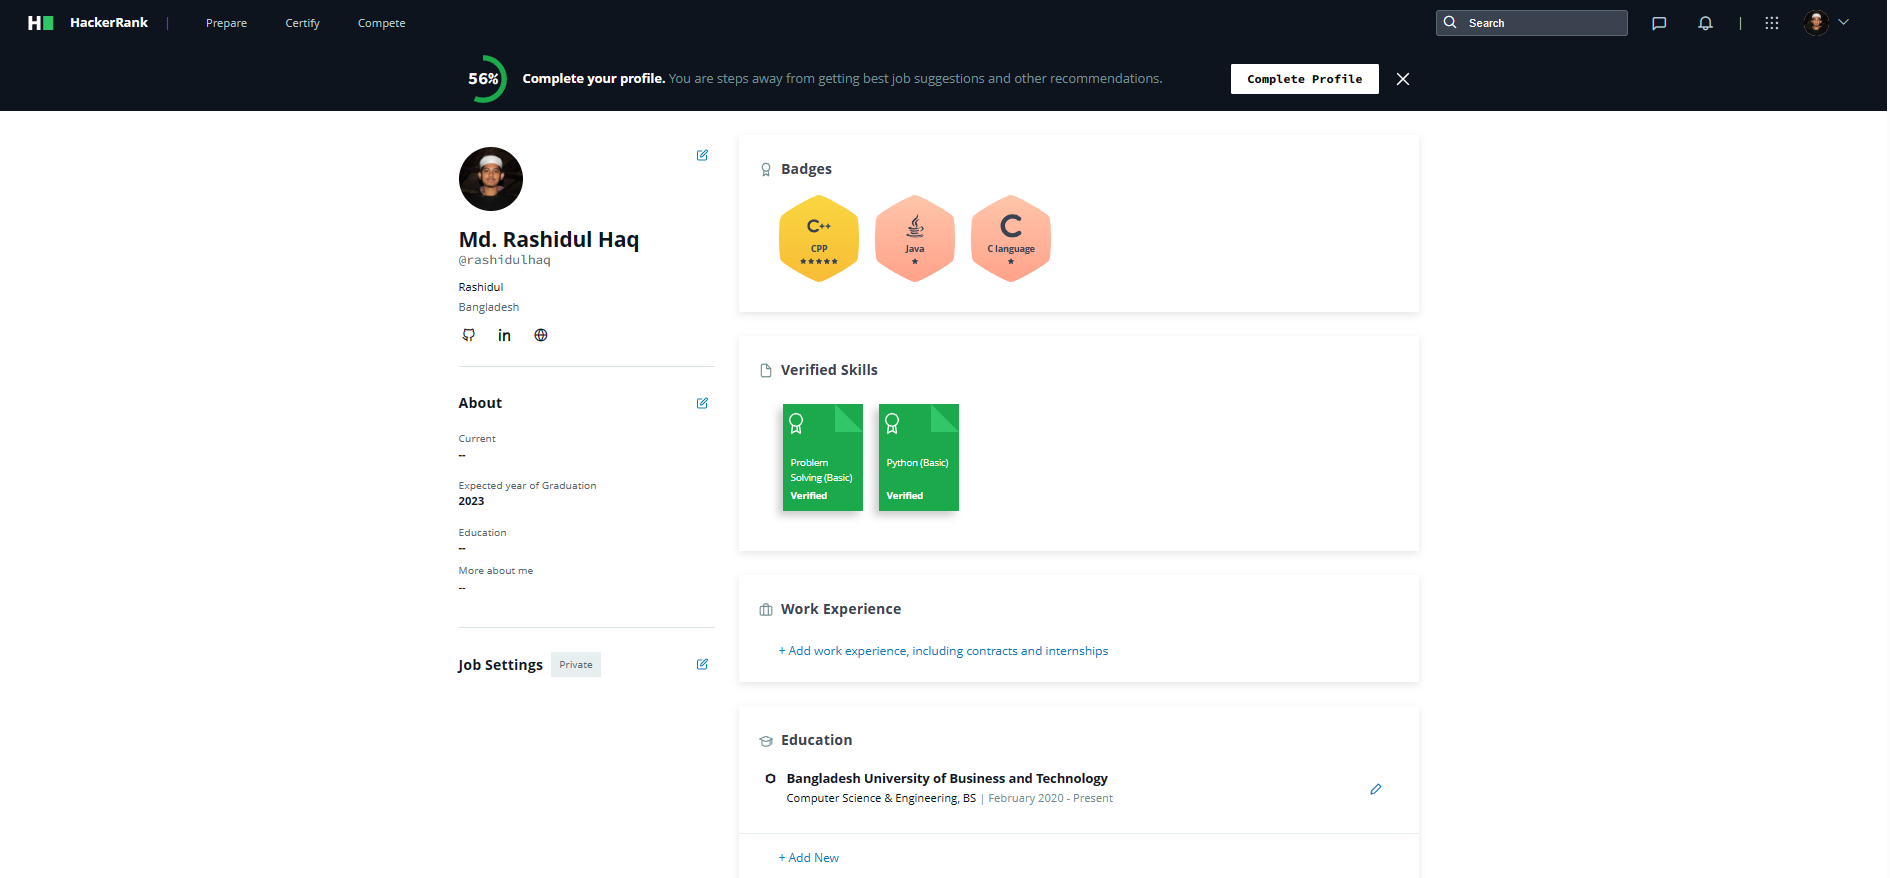 H HackerRank | Prepare Certify Compete Search |
56% Complete your profile. You are steps away from getting best job suggestions and other recommendations. Complete Profile
Md. Rashidul Haq
@rashidulhaq
Rashidul
Bangladesh
in
About
Current
--
Expected year of Graduation
2023
Education
--
More about me
--
Job Settings Private
Badges
C++ C
CPP Java C language
Verified Skills
Problem
Solving (Basic)
Verified
Python (Basic)
Verified
Work Experience
+ Add work experience, including contracts and internships
Education
Bangladesh University of Business and Technology
Computer Science & Engineering, BS | February 2020 - Present
+ Add New